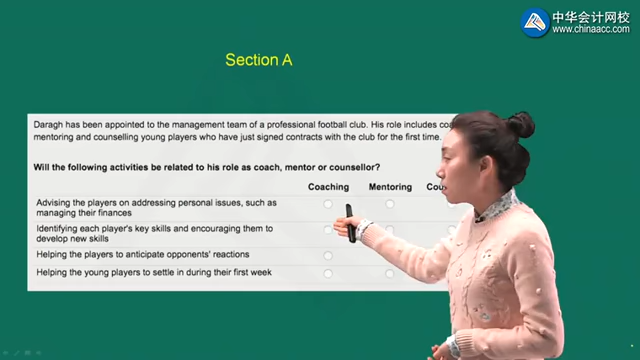 中华会计网校
www.chinaacc.com
Section A
Daragh has been appointed to the management team of a professional football club. His role includes
mentoring and counselling young players who have just signed contracts with the club for the first time.
Will the following activities be related to his role as coach, mentor or counsellor?
Coaching Mentoring
Advising the players on addressing personal issues, such as
managing their finances
Identifying each player's key skills and encouraging them to
develop new skills
Helping the players to anticipate opponents' reactions
Helping the young players to settle in during their first week